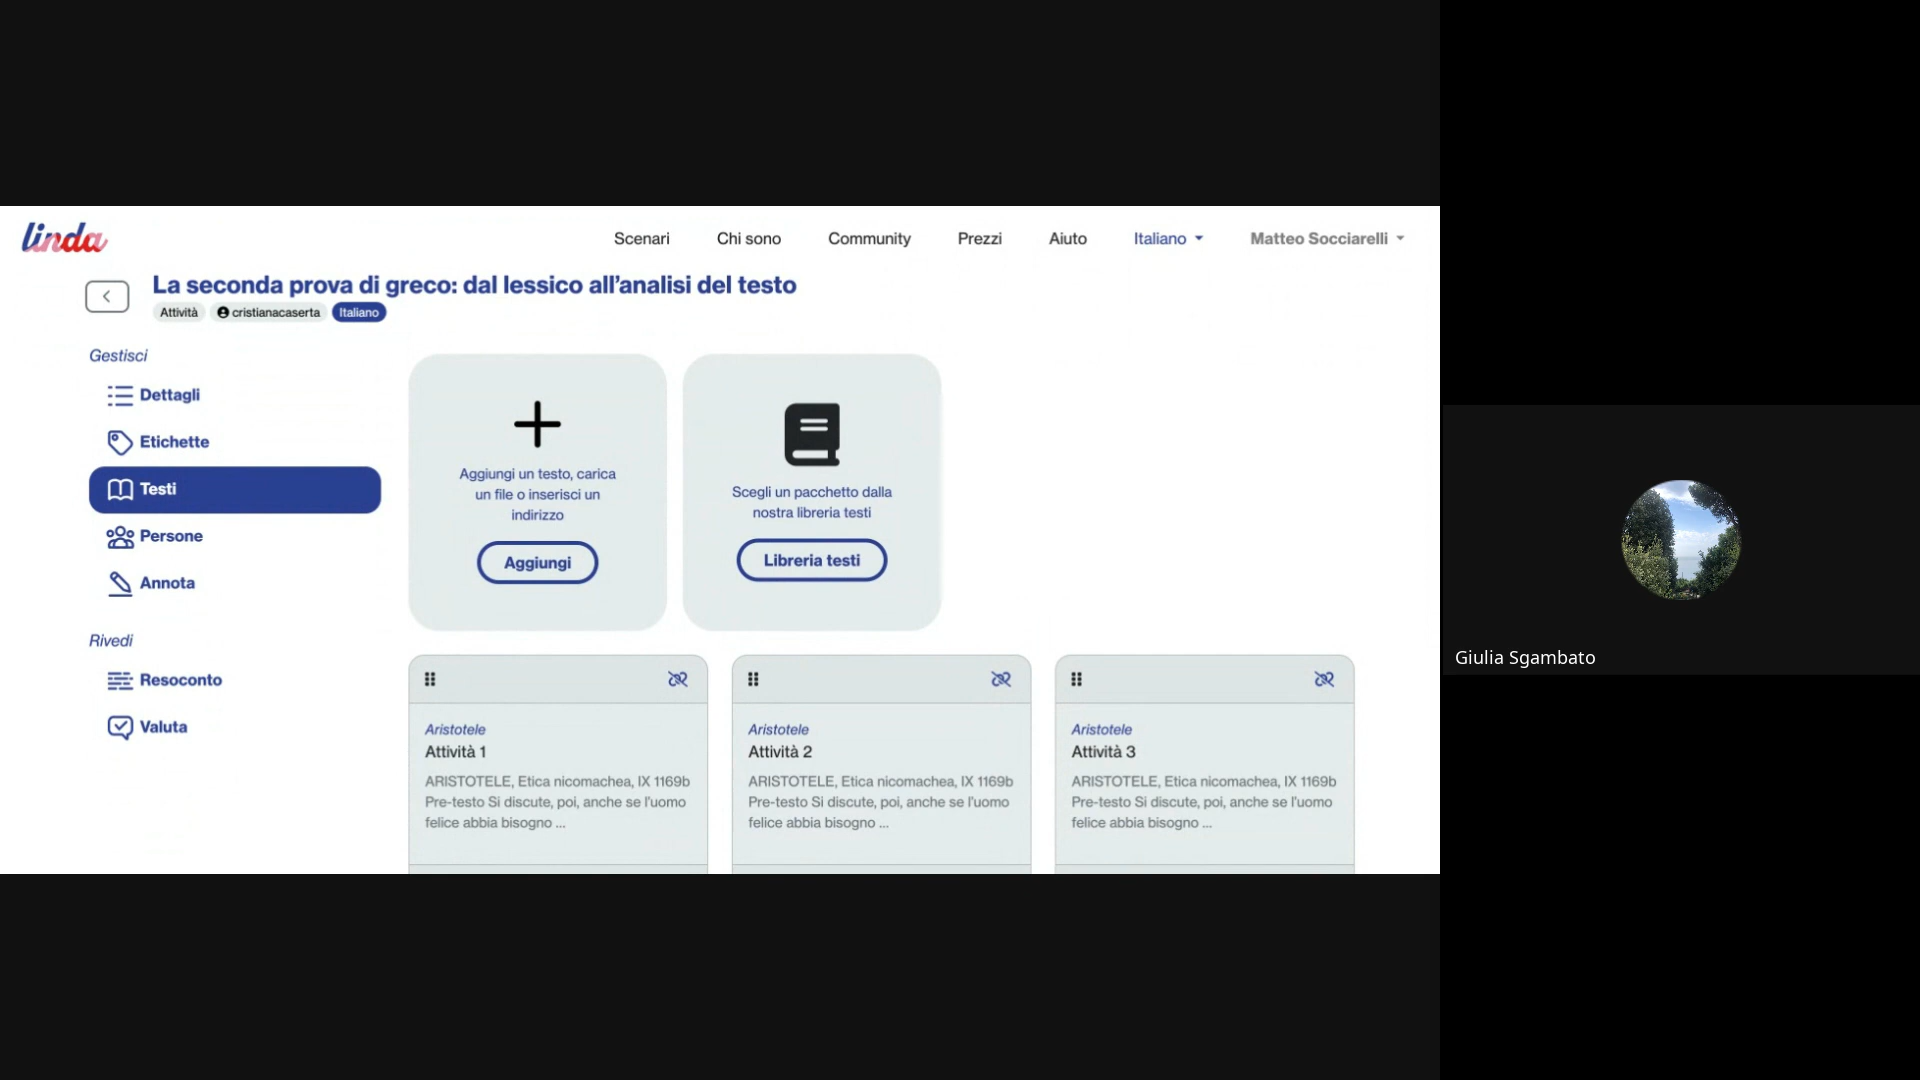 linda
Scenari Chi sono Community Prezzi Aiuto Italiano Matteo Socciarelli
La seconda prova di greco: dal lessico all’analisi del testo
Attività cristianacaserta Italiano
Gestisci
Dettagli
Etichette
Testi
Persone
Annota
Rivedi
Resoconto
Valuta
Aggiungi un testo, carica
un file o inserisci un
indirizzo
Aggiungi
Scegli un pacchetto dalla
nostra libreria testi
Libreria testi
Aristotele
Attività 1
ARISTOTELE, Etica nicomachea, IX 1169b
Pre-testo Si discute, poi, anche se l'uomo
felice abbia bisogno ...
Aristotele
Attività 2
ARISTOTELE, Etica nicomachea, IX 1169b
Pre-testo Si discute, poi, anche se l'uomo
felice abbia bisogno ...
Aristotele
Attività 3
ARISTOTELE, Etica nicomachea, IX 1169b
Pre-testo Si discute, poi, anche se l'uomo
felice abbia bisogno ...
Giulia Sgambato